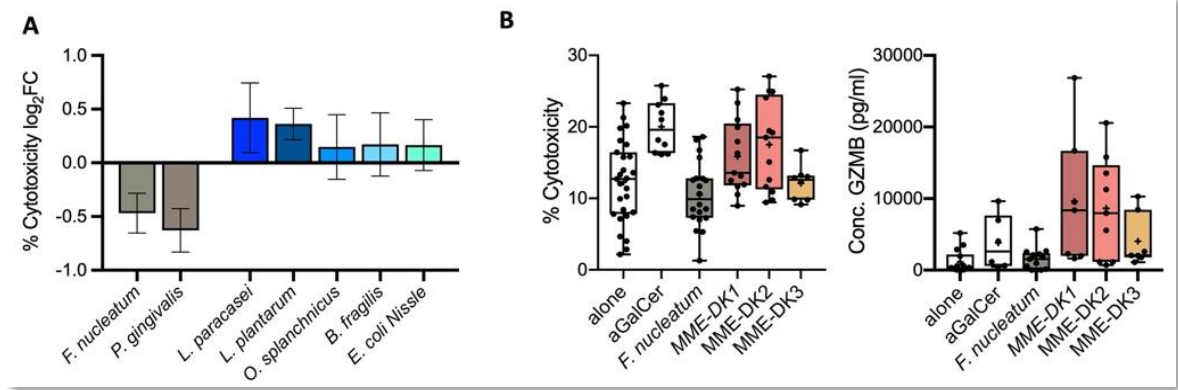 A
% Cytotoxicity log2FC
1.0
0.5
0.0
-0.5
-1.0
F. nucleatum
P. gingivalis
L. paracasei
L. plantarum
O. splanchnicus
B. fragilis
E. coli Nissle
B
% Cytotoxicity
30
20
10
0
alone
aGalCer
F. nucleatum
MME-DK1
MME-DK2
MME-DK3
Conc. GZMB (pg/ml)
30000
20000
10000
0
alone
aGalCer
F. nucleatum
MME-DK1
MME-DK2
MME-DK3